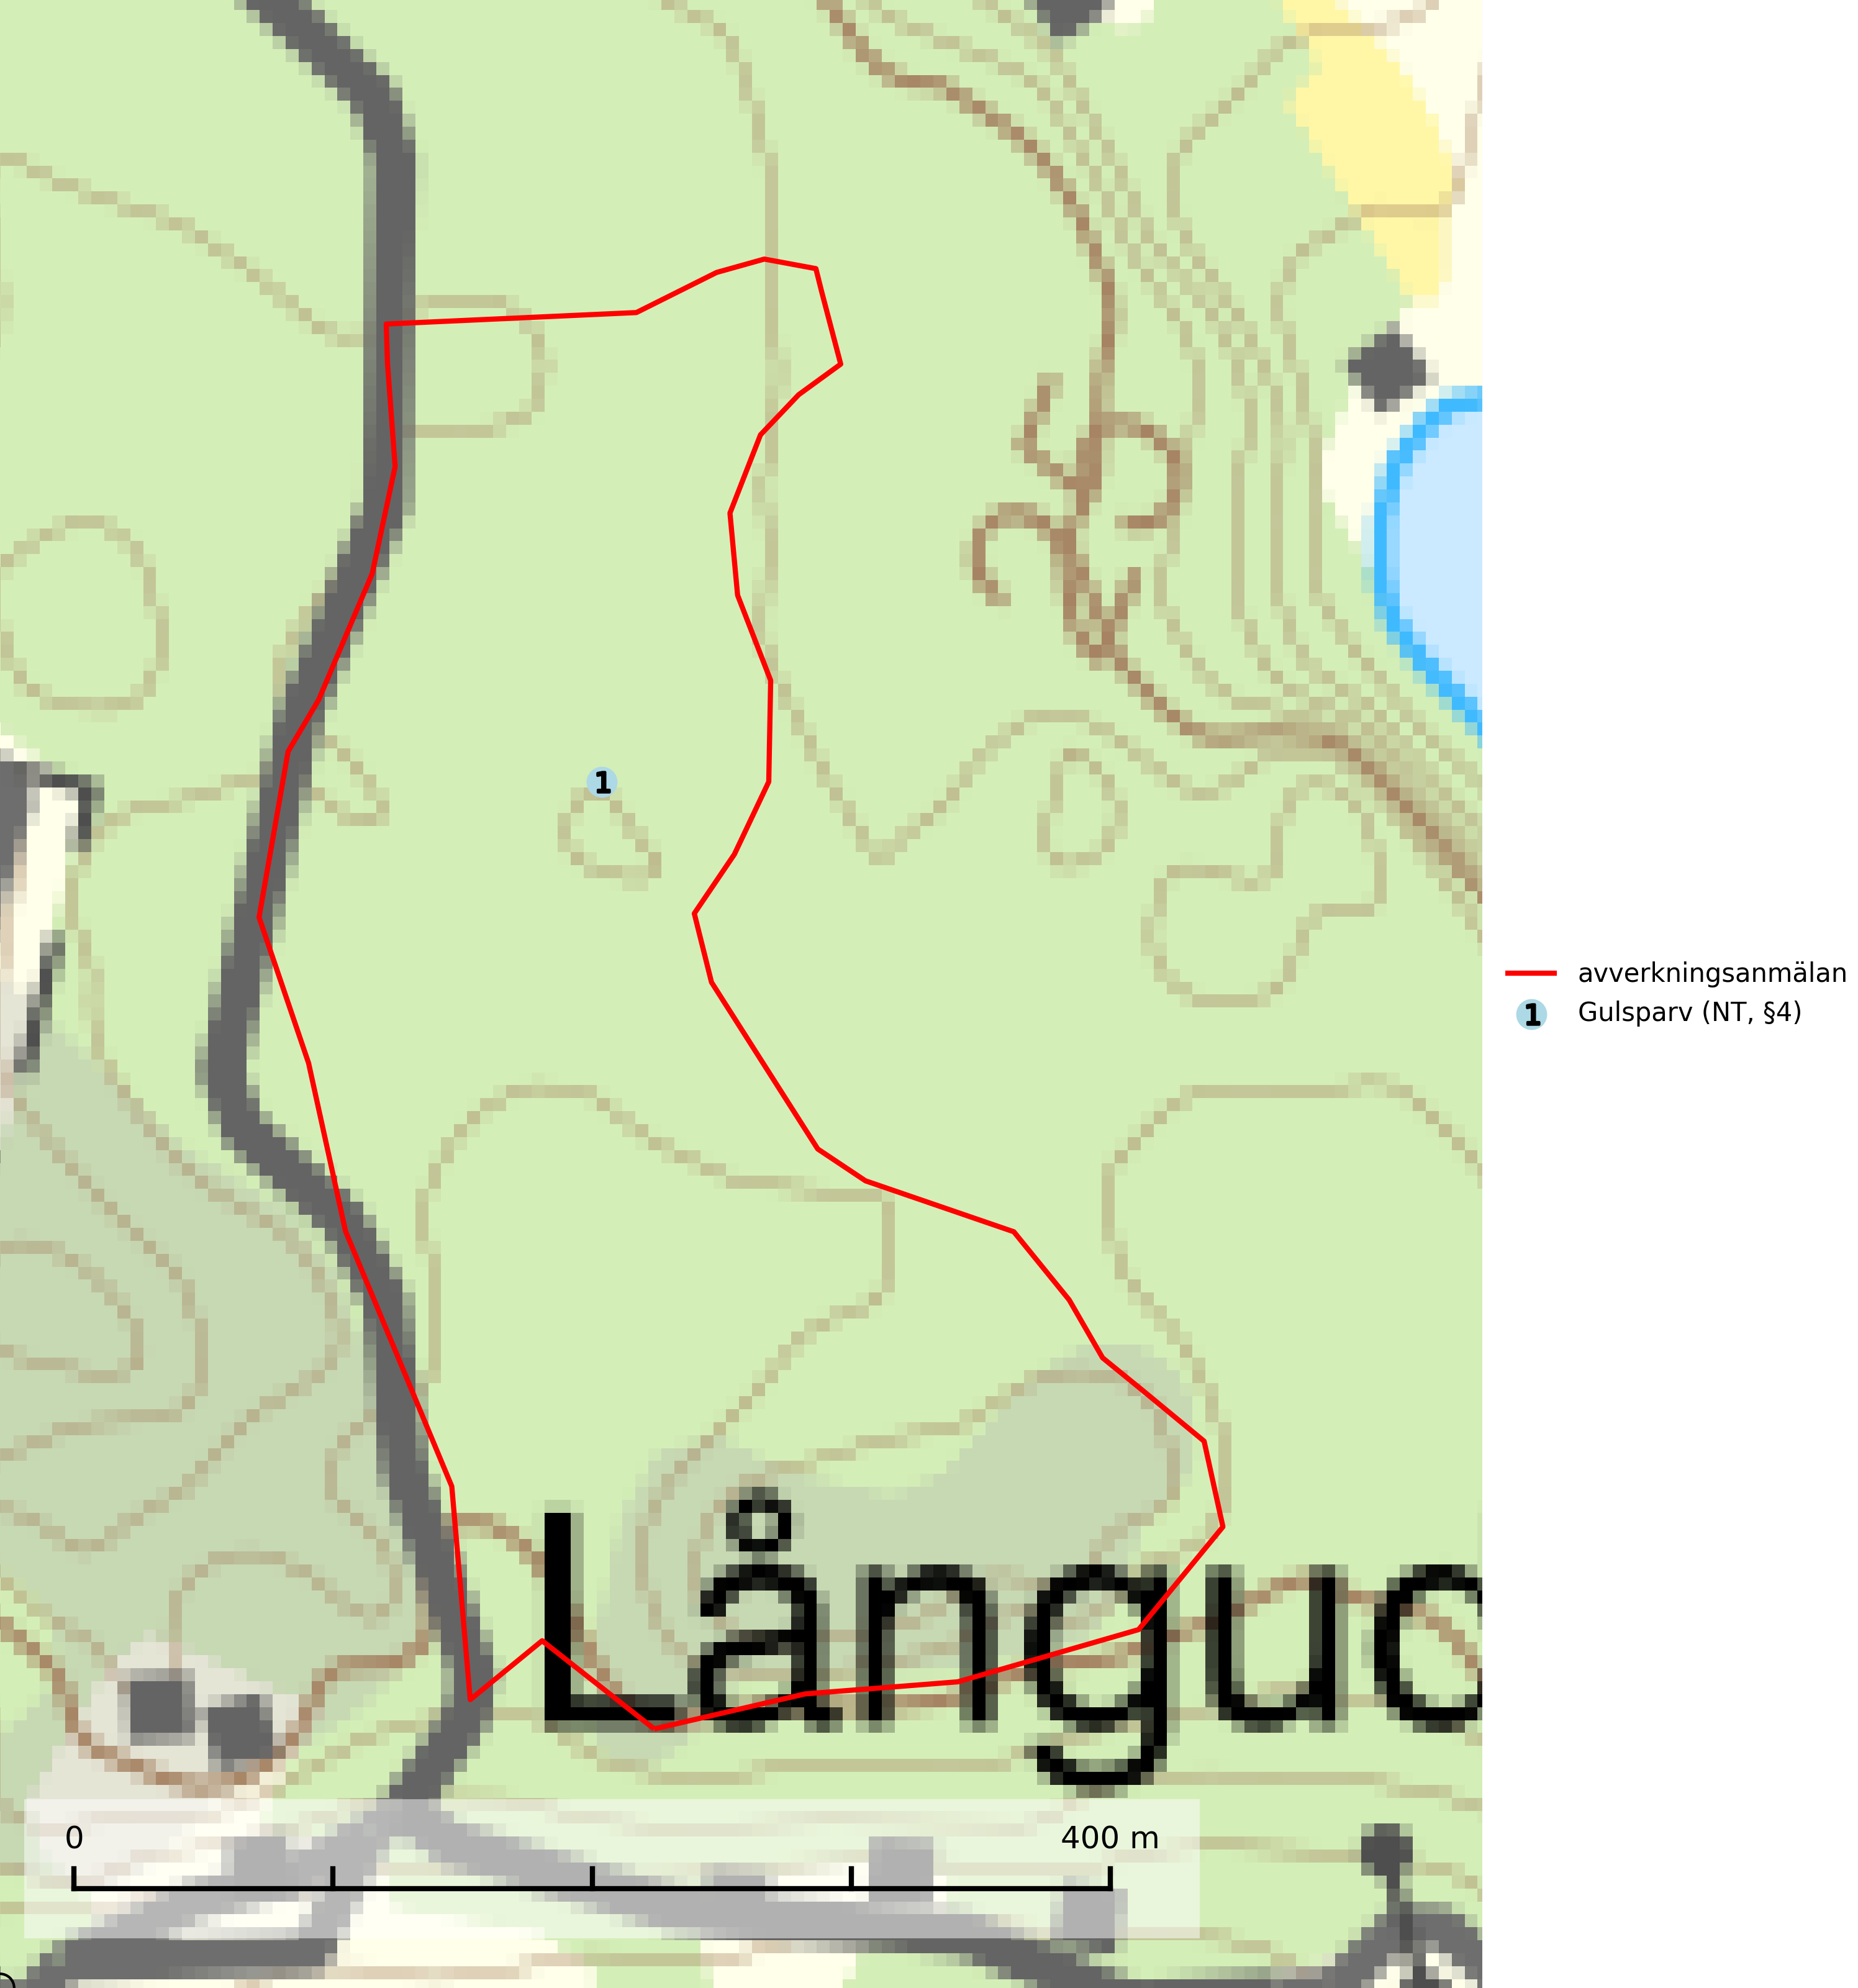 1
avverkningsanmälan
1 Gulsparv (NT, §4)
Långud
0 400 m